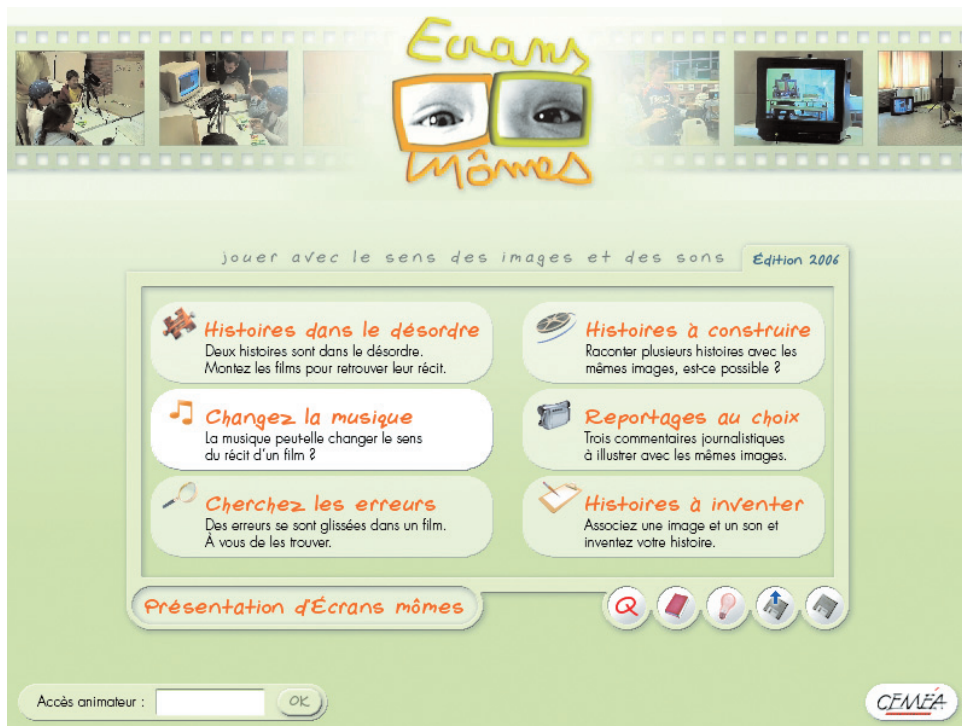 Ecrans
mômes
jouer avec le sens des images et des sons
Édition 2006
Histoires dans le désordre
Deux histoires sont dans le désordre.
Montez les films pour retrouver leur récit.
Changez la musique
La musique peut-elle changer le sens
du récit d'un film ?
Cherchez les erreurs
Des erreurs se sont glissées dans un film.
À vous de les trouver.
Histoires à construire
Raconter plusieurs histoires avec les
mêmes images, est-ce possible ?
Reportages au choix
Trois commentaires journalistiques
à illustrer avec les mêmes images.
Histoires à inventer
Associez une image et un son et
inventez votre histoire.
Présentation d'Écrans mômes
Q
Accès animateur :
OK
CEMÉA